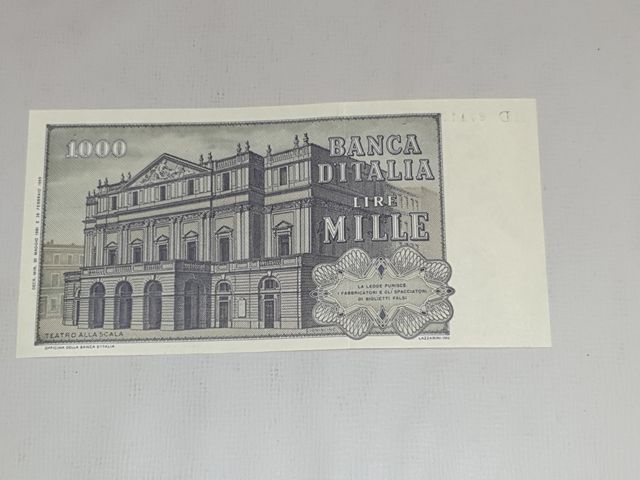 1000
BANCA
D'ITALIA
LIRE
MILLE
LA LEGGE PUNISCE
I FABBRICATORI E GLI SPACCIATORI
DI BIGLIETTI FALSI
TEATRO ALLA SCALA
OFFICINA DELLA BANCA D'ITALIA